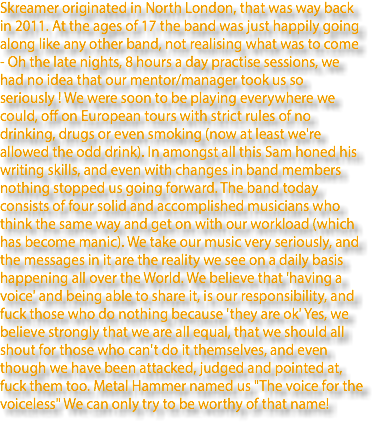 Skreamer originated in North London, that was way back
in 2011. At the ages of 17 the band was just happily going
along like any other band, not realising what was to come
- Oh the late nights, 8 hours a day practise sessions, we
had no idea that our mentor/manager took us so
seriously ! We were soon to be playing everywhere we
could, off on European tours with strict rules of no
drinking, drugs or even smoking (now at least we're
allowed the odd drink). In amongst all this Sam honed his
writing skills, and even with changes in band members
nothing stopped us going forward. The band today
consists of four solid and accomplished musicians who
think the same way and get on with our workload (which
has become manic). We take our music very seriously, and
the messages in it are the reality we see on a daily basis
happening all over the World. We believe that 'having a
voice' and being able to share it, is our responsibility, and
fuck those who do nothing because 'they are ok' Yes, we
believe strongly that we are all equal, that we should all
shout for those who can't do it themselves, and even
though we have been attacked, judged and pointed at,
fuck them too. Metal Hammer named us "The voice for the
voiceless" We can only try to be worthy of that name!